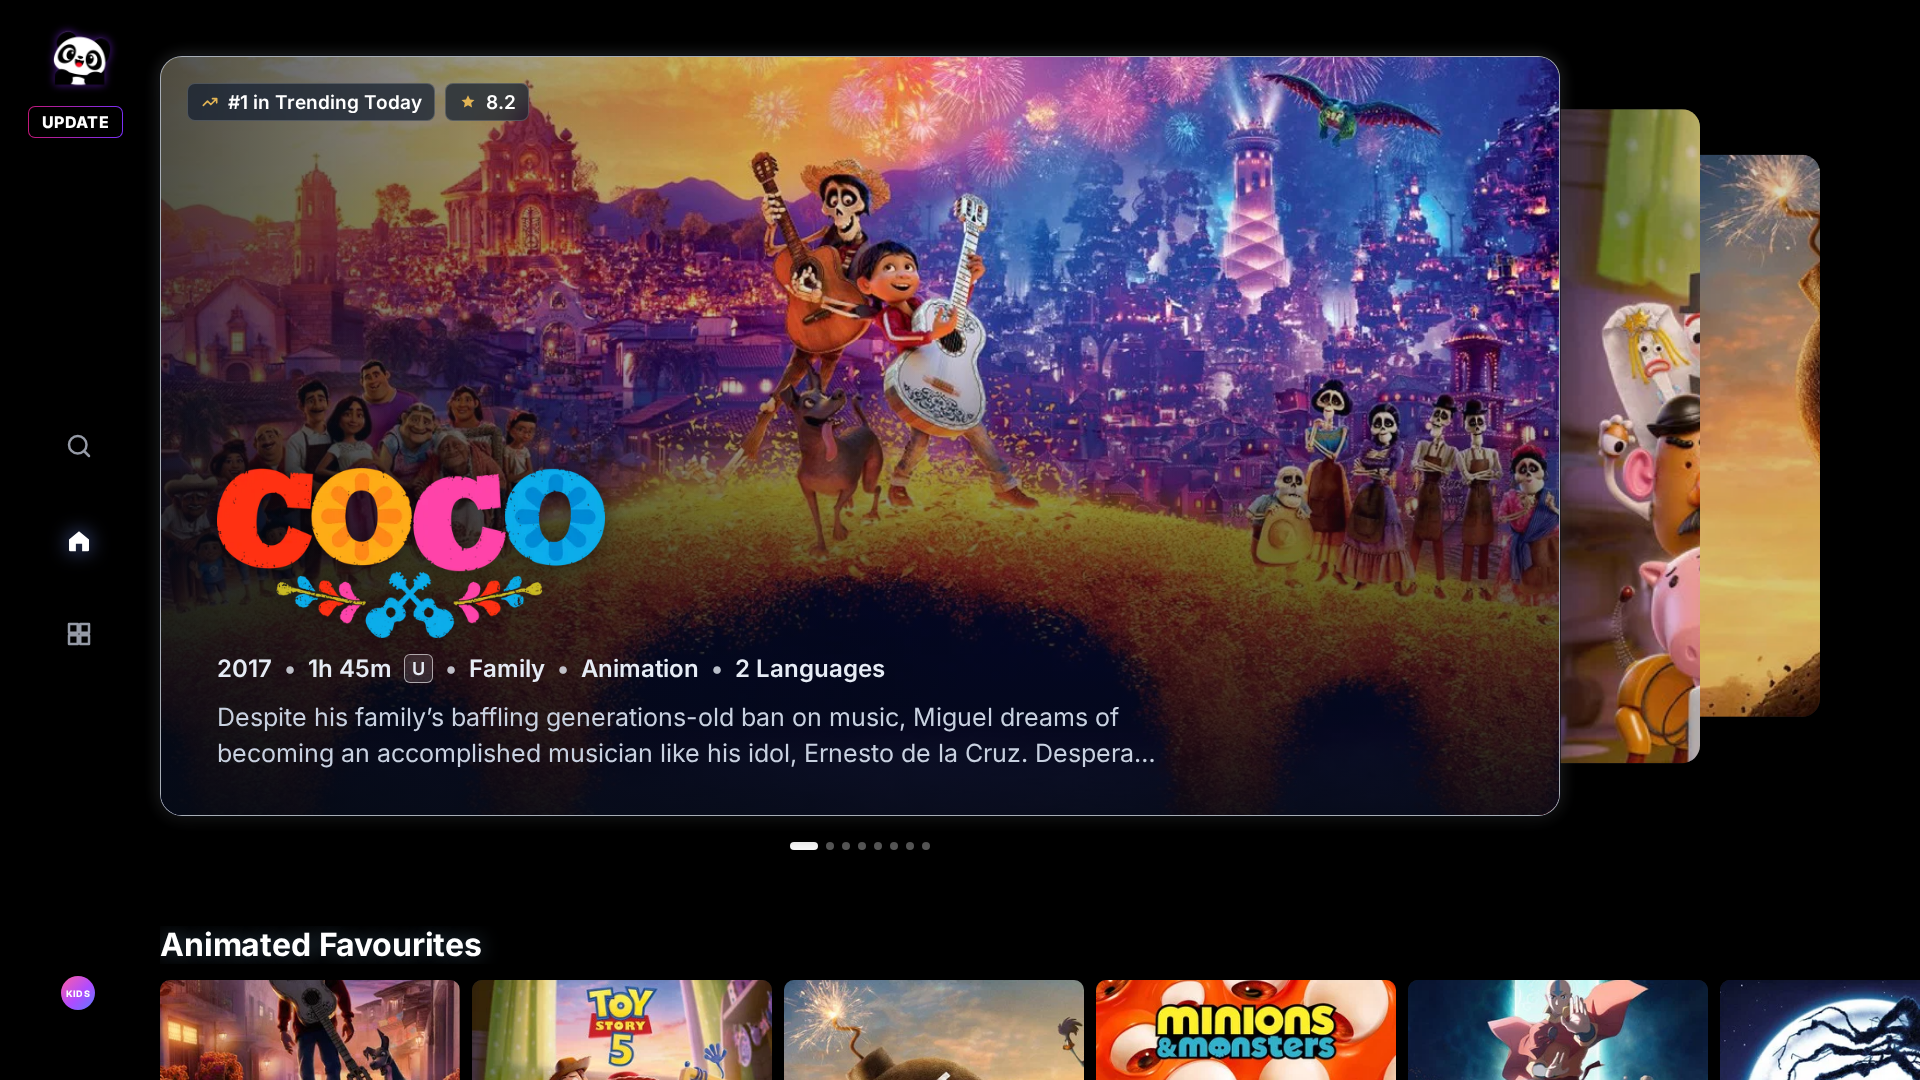 UPDATE
#1 in Trending Today
8.2
COCO
2017 • 1h 45m U • Family • Animation • 2 Languages
Despite his family’s baffling generations-old ban on music, Miguel dreams of
becoming an accomplished musician like his idol, Ernesto de la Cruz. Despera...
Animated Favourites
KIDS
TOY
STORY
5
MINIONS
&MONSTERS